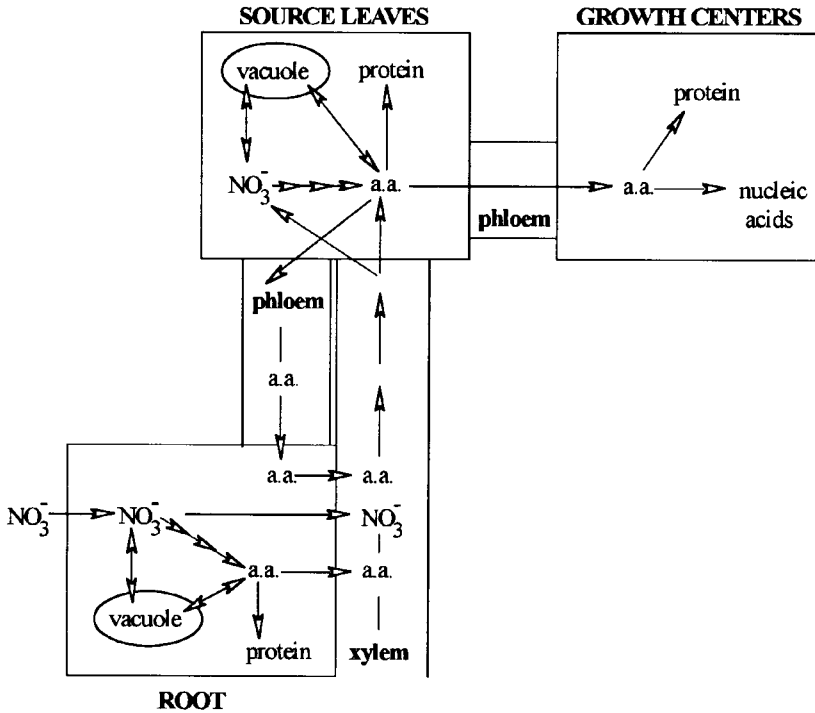 SOURCE LEAVES
GROWTH CENTERS
vacuole
protein
NO₃⁻
a.a.
phloem
protein
a.a.
nucleic
acids
phloem
a.a.
a.a.
a.a.
NO₃⁻
NO₃⁻
NO₃⁻
a.a.
a.a.
vacuole
protein
xylem
ROOT